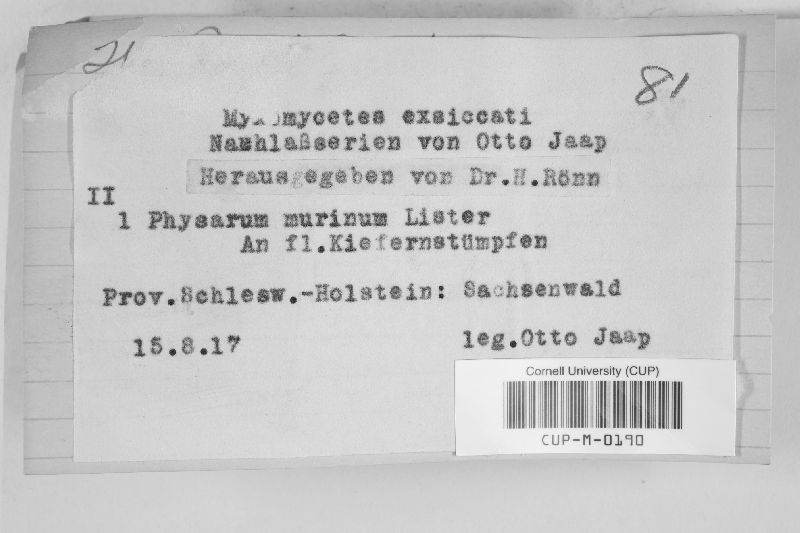 21
81
Myxomycetes exsiccati
Nachlaßserien von Otto Jaap
Herausgegeben von Dr.H.Rönn
II
1 Physarum murinum Lister
An fl.Kiefernstümpfen
Prov.Schlesw.-Holstein: Sachsenwald
15.8.17 leg.Otto Jaap
Cornell University (CUP)
CUP-M-0190